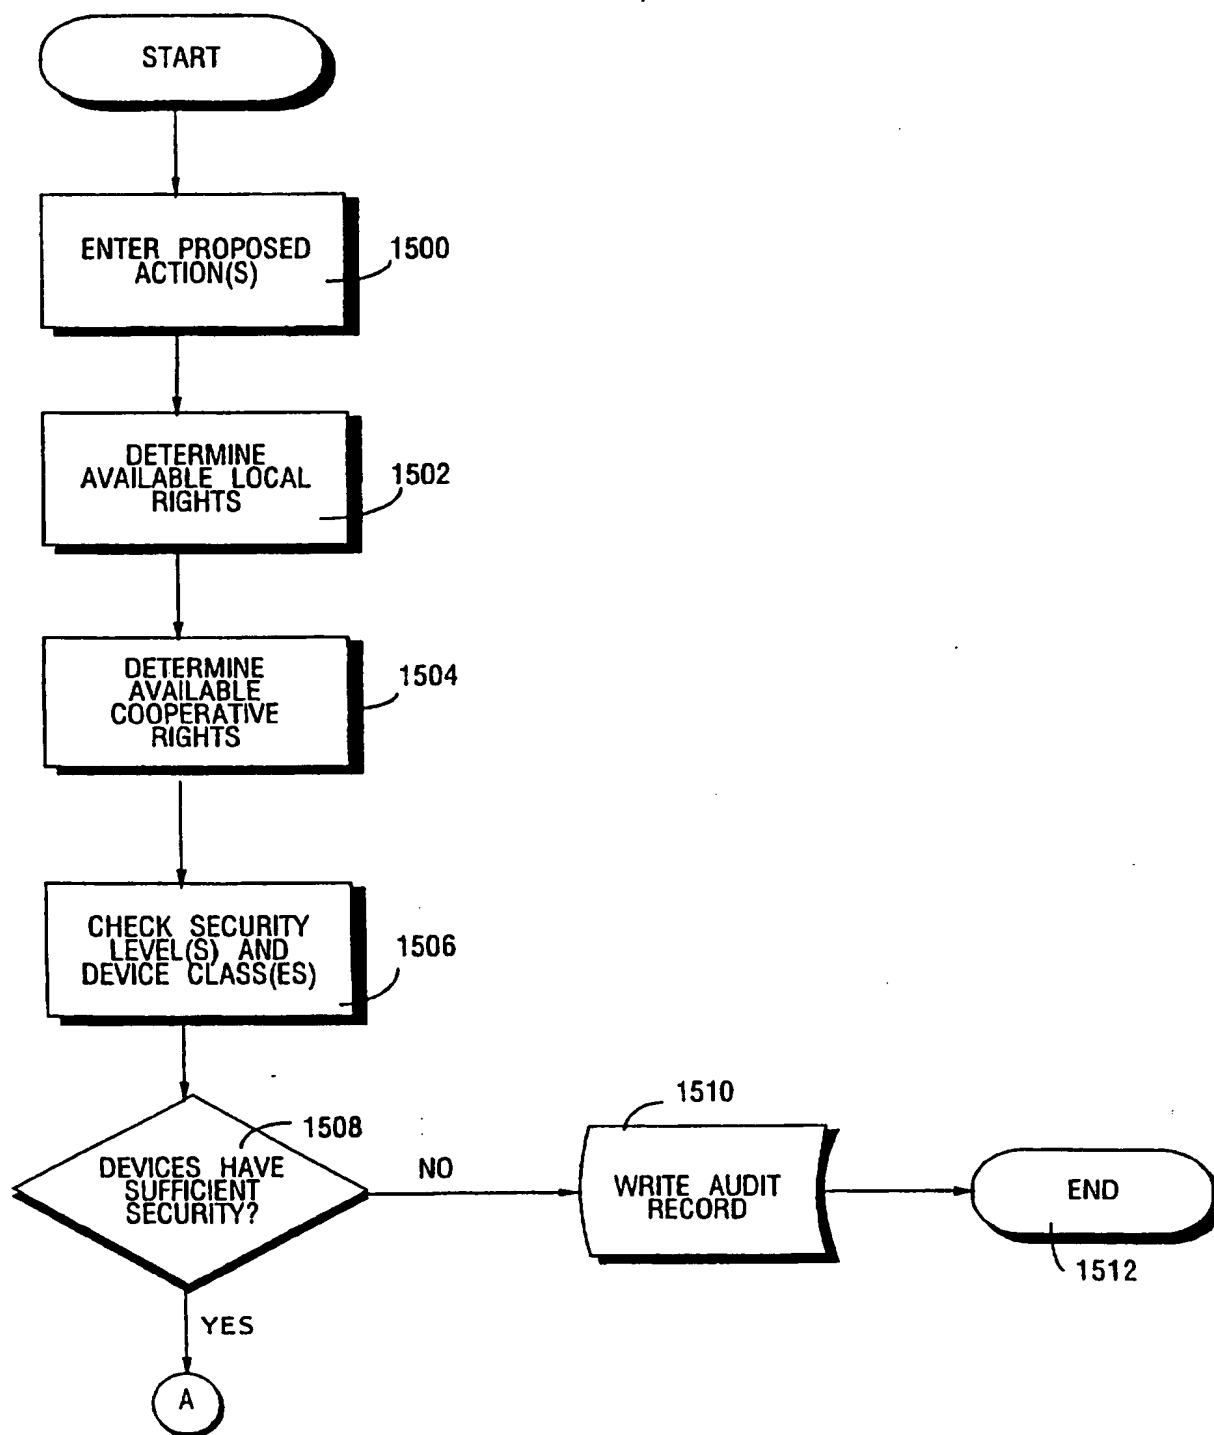 START
ENTER PROPOSED
ACTION(S)
1500
DETERMINE
AVAILABLE LOCAL
RIGHTS
1502
DETERMINE
AVAILABLE
COOPERATIVE
RIGHTS
1504
CHECK SECURITY
LEVEL(S) AND
DEVICE CLASS(ES)
1506
1508
DEVICES HAVE
SUFFICIENT
SECURITY?
NO
1510
WRITE AUDIT
RECORD
END
1512
YES
A